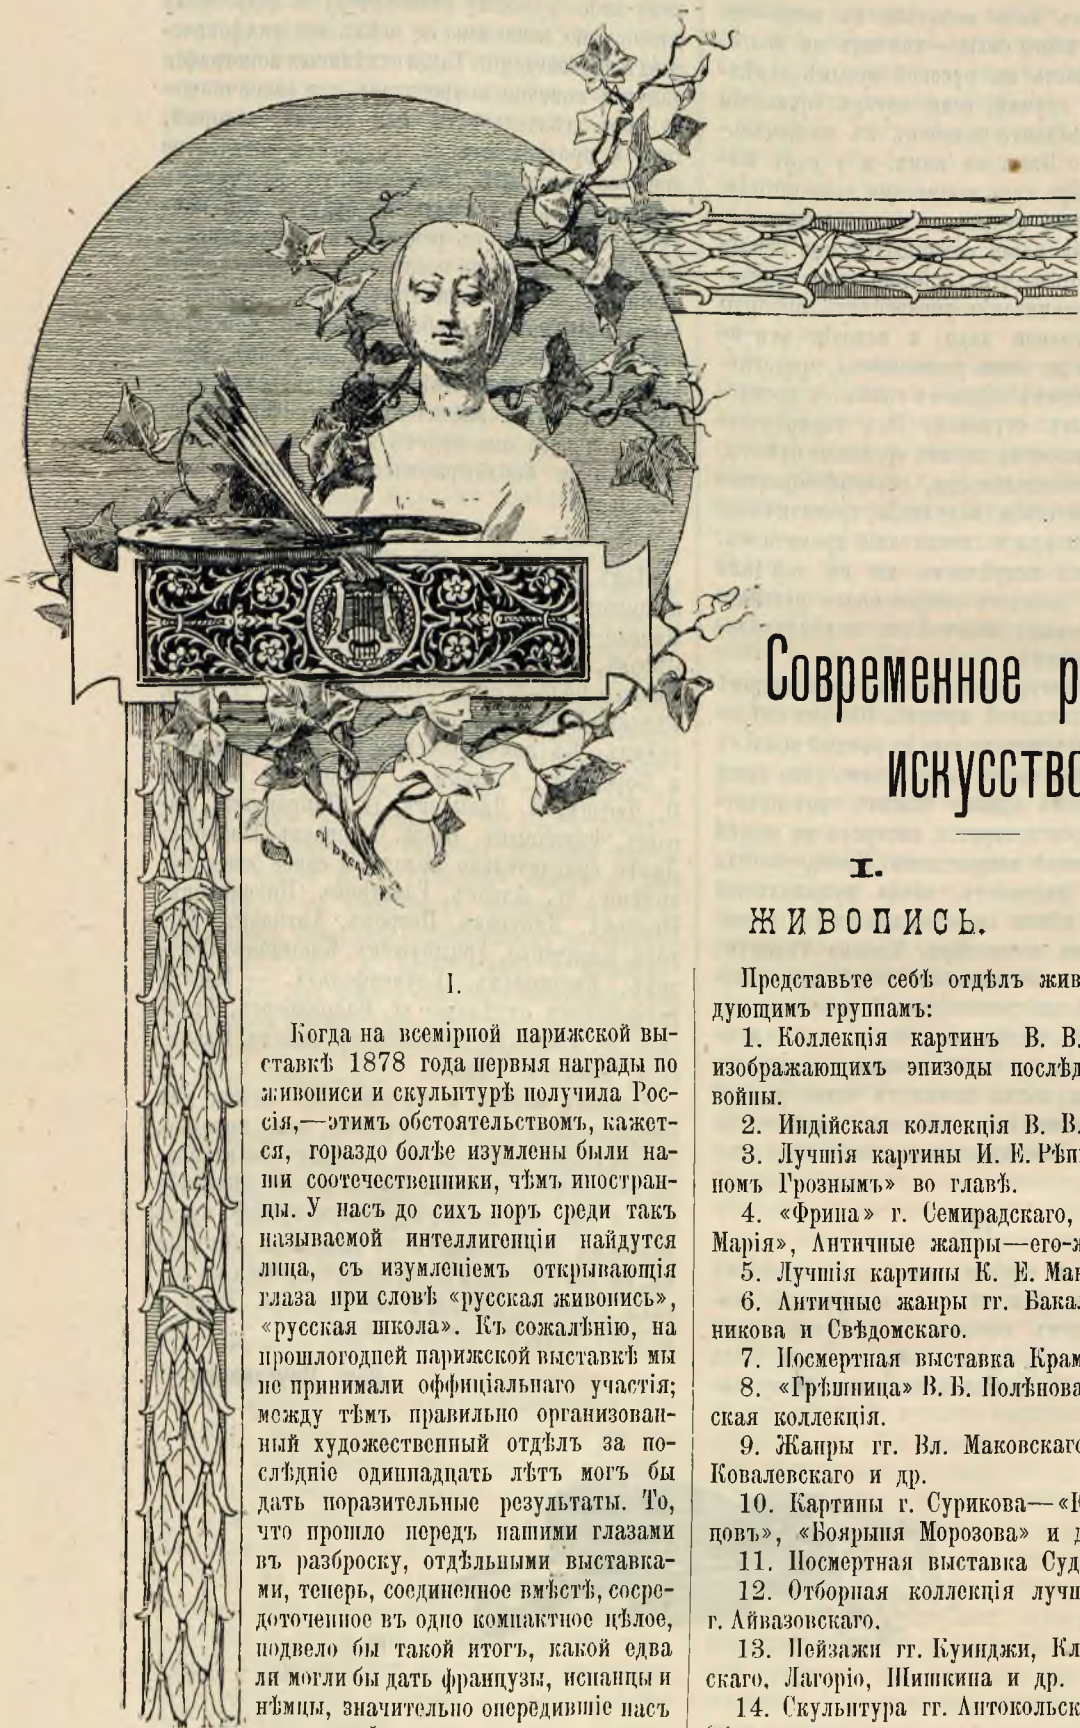 Современное
искусство
I.
ЖИВОПИСЬ.
I.
Когда на всемірной парижской вы-
ставкѣ 1878 года первыя награды по
живописи и скульптурѣ получила Рос-
сія,—этимъ обстоятельствомъ, кажет-
ся, гораздо болѣе изумлены были на-
ши соотечественники, чѣмъ иностран-
цы. У насъ до сихъ поръ среди такъ
называемой интеллигенціи найдутся
лица, съ изумленіемъ открывающія
глаза при словѣ «русская живопись»,
«русская школа». Къ сожалѣнію, на
прошлогодней парижской выставкѣ мы
не принимали оффиціальнаго участія;
между тѣмъ правильно организован-
ный художественный отдѣлъ за по-
слѣдніе одиннадцать лѣтъ могъ бы
дать поразительные результаты. То,
что прошло передъ нашими глазами
въ разброску, отдѣльными выставка-
ми, теперь, соединенное вмѣстѣ, сосре-
доточенное въ одно компактное цѣлое,
подвело бы такой итогъ, какой едва
ли могли бы дать французы, испанцы и
нѣмцы, значительно опередившіе насъ
Представьте себѣ отдѣлъ жив
дующимъ группамъ:
1. Коллекція картинъ В. В.
изображающихъ эпизоды послѣд
войны.
2. Индійская коллекція В. В.
3. Лучшія картины И. Е. Рѣп
номъ Грознымъ» во главѣ.
4. «Фрина» г. Семирадскаго,
Марія», Античные жанры—его-ж
5. Лучшія картины К. Е. Мак
6. Античные жанры гг. Бакал
никова и Свѣдомскаго.
7. Посмертная выставка Крам
8. «Грѣшница» В. Б. Полѣнова
ская коллекція.
9. Жанры гг. Вл. Маковскаго
Ковалевскаго и др.
10. Картины г. Сурикова—
цовъ», «Боярыня Морозова» и
11. Посмертная выставка Суд
12. Отборная коллекція лучш
г. Айвазовскаго.
13. Пейзажи гг. Куинджи, Кл
скаго, Лагоріо, Шишкина и др.
14. Скульптура гг. Антокольск